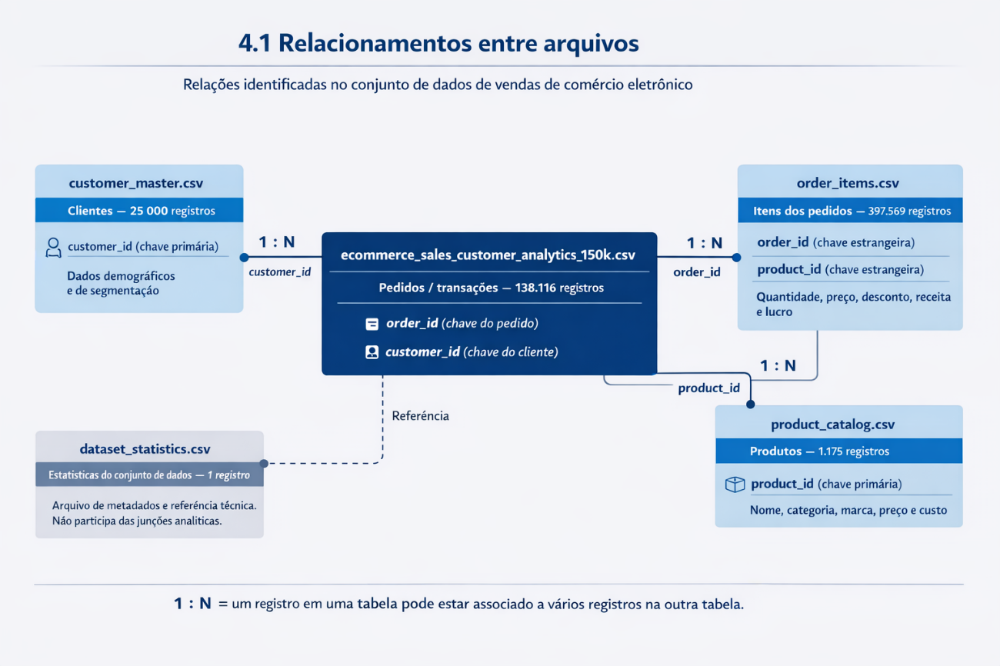 4.1 Relacionamentos entre arquivos
Relações identificadas no conjunto de dados de vendas de comércio eletrônico
customer_master.csv
Clientes — 25 000 registros
customer_id (chave primária)
Dados demográficos
e de segmentação
1 : N
customer_id
ecommerce_sales_customer_analytics_150k.csv
Pedidos / transações — 138.116 registros
order_id (chave do pedido)
customer_id (chave do cliente)
1 : N
order_id
order_items.csv
Itens dos pedidos — 397.569 registros
order_id (chave estrangeira)
product_id (chave estrangeira)
Quantidade, preço, desconto, receita
e lucro
1 : N
product_id
product_catalog.csv
Produtos — 1.175 registros
product_id (chave primária)
Nome, categoria, marca, preço e custo
Referéncia
dataset_statistics.csv
Estatisticas do conjunto de dados — 1 registro
Arquivo de metadados e referéncia técnica.
Náo participa das junções analiticas.
1 : N = um registro em uma tabela pode estar associado a vários registros na outra tabela.